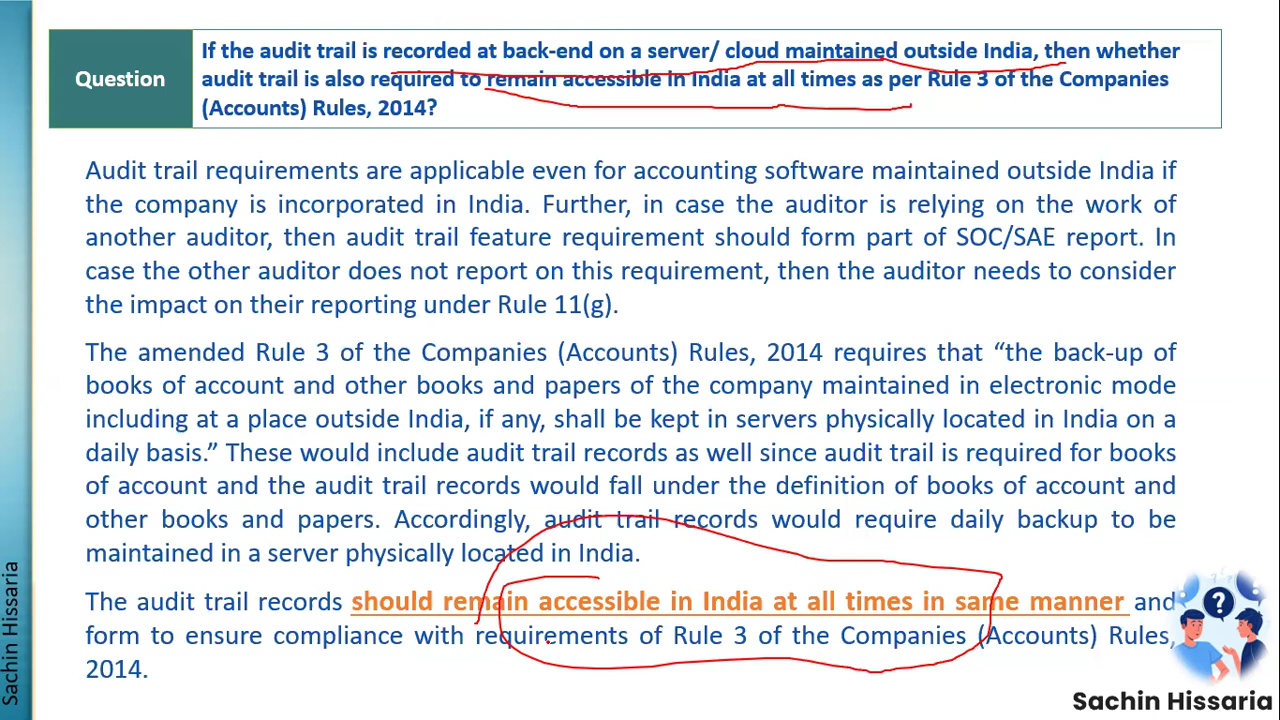 Question
If the audit trail is recorded at back-end on a server/ cloud maintained outside India, then whether
audit trail is also required to remain accessible in India at all times as per Rule 3 of the Companies
(Accounts) Rules, 2014?
Audit trail requirements are applicable even for accounting software maintained outside India if
the company is incorporated in India. Further, in case the auditor is relying on the work of
another auditor, then audit trail feature requirement should form part of SOC/SAE report. In
case the other auditor does not report on this requirement, then the auditor needs to consider
the impact on their reporting under Rule 11(g).
The amended Rule 3 of the Companies (Accounts) Rules, 2014 requires that “the back-up of
books of account and other books and papers of the company maintained in electronic mode
including at a place outside India, if any, shall be kept in servers physically located in India on a
daily basis.” These would include audit trail records as well since audit trail is required for books
of account and the audit trail records would fall under the definition of books of account and
other books and papers. Accordingly, audit trail records would require daily backup to be
maintained in a server physically located in India.
The audit trail records should remain accessible in India at all times in same manner and
form to ensure compliance with requirements of Rule 3 of the Companies (Accounts) Rules,
2014.
Sachin Hissaria
?
Sachin Hissaria